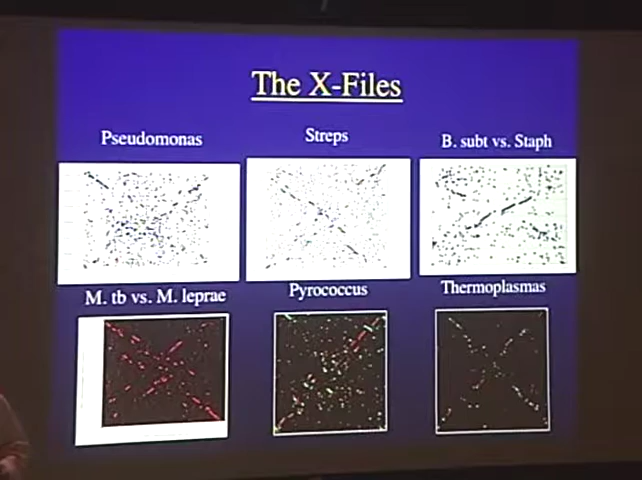 The X-Files
Pseudomonas
Streps
B. subt vs. Staph
M. tb vs. M. leprae
Pyrococcus
Thermoplasmas